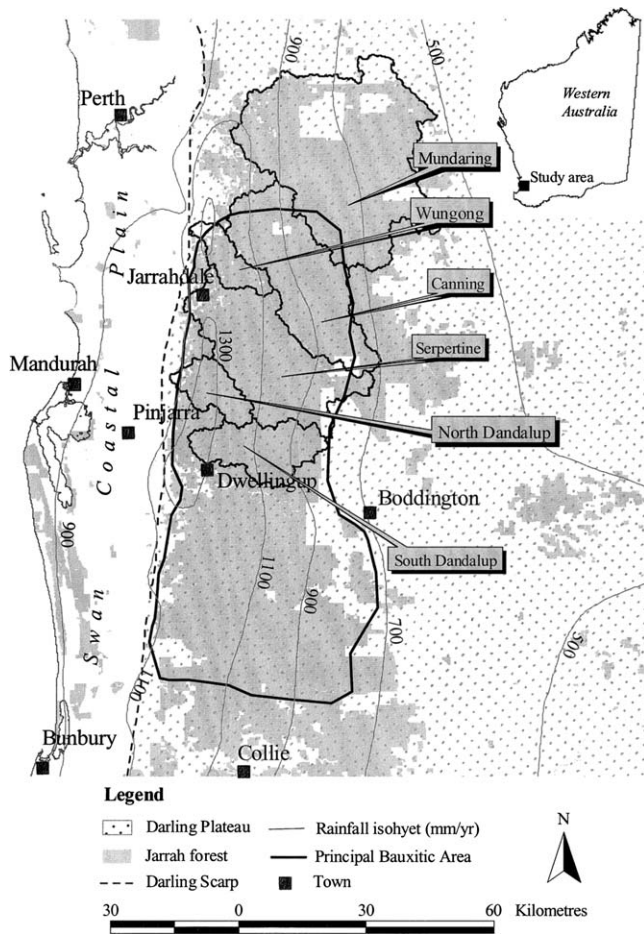 900
500
Perth
Western
Australia
Study area
Mundaring
Wungong
Jarrahdale
Canning
1300
Serpertine
Mandurah
Pinjarra
North Dandalup
Swan Coastal Plain
Dwellingup
Boddington
900
South Dandalup
1100
900
700
500
1100
Bunbury
Collie
Legend
Darling Plateau
Rainfall isohyet (mm/yr)
Jarrah forest
Principal Bauxitic Area
Darling Scarp
Town
N
30 0 30 60 Kilometres